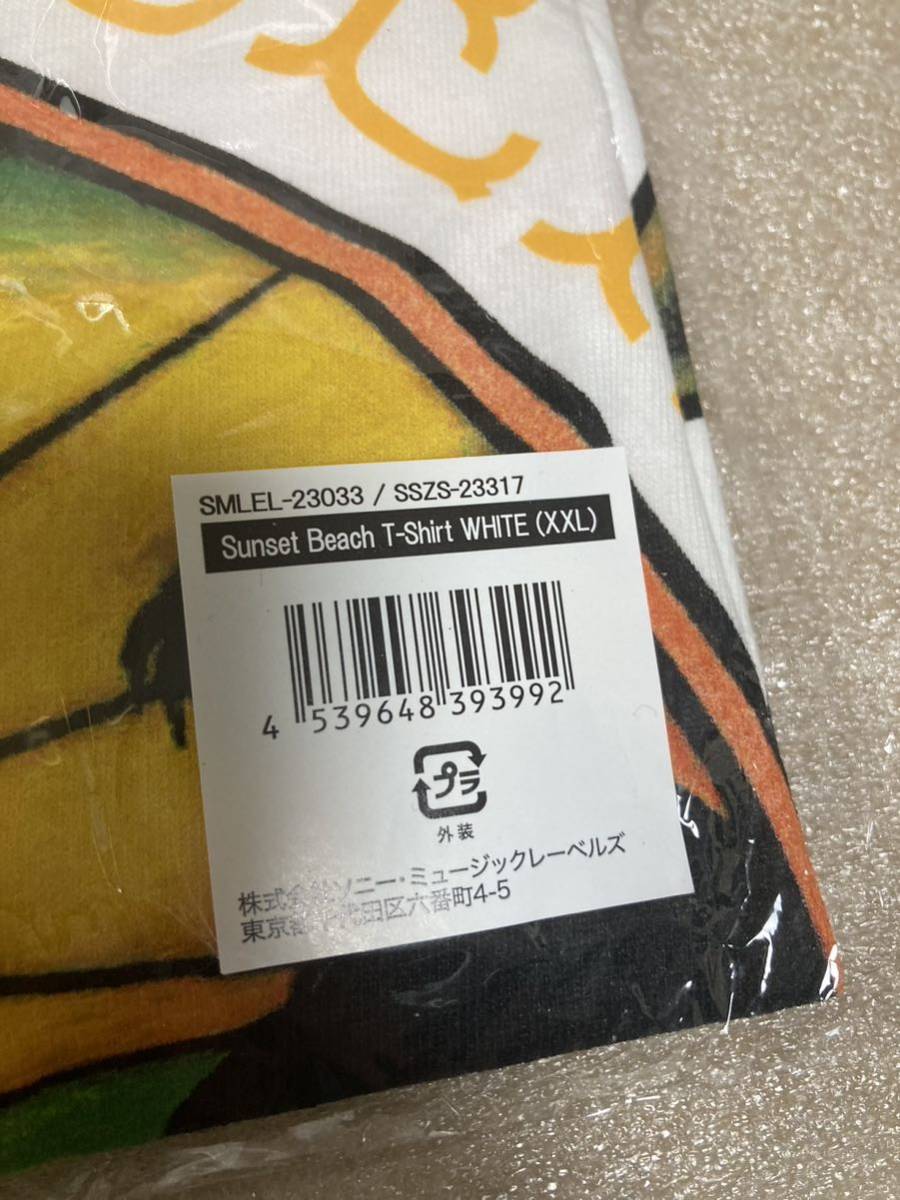 SMLEL-23033 / SSZS-23317
Sunset Beach T-Shirt WHITE (XXL)
4 539648 393992
プラ
外装
株式会社ソニー・ミュージックレーベルズ
東京都千代田区六番町4-5